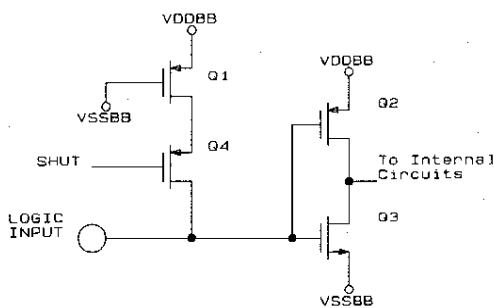 VDDBB
Q1
VSSBB
VDDBB
Q2
SHUT
Q4
To Internal
Circuits
LOGIC
INPUT
Q3
VSSBB